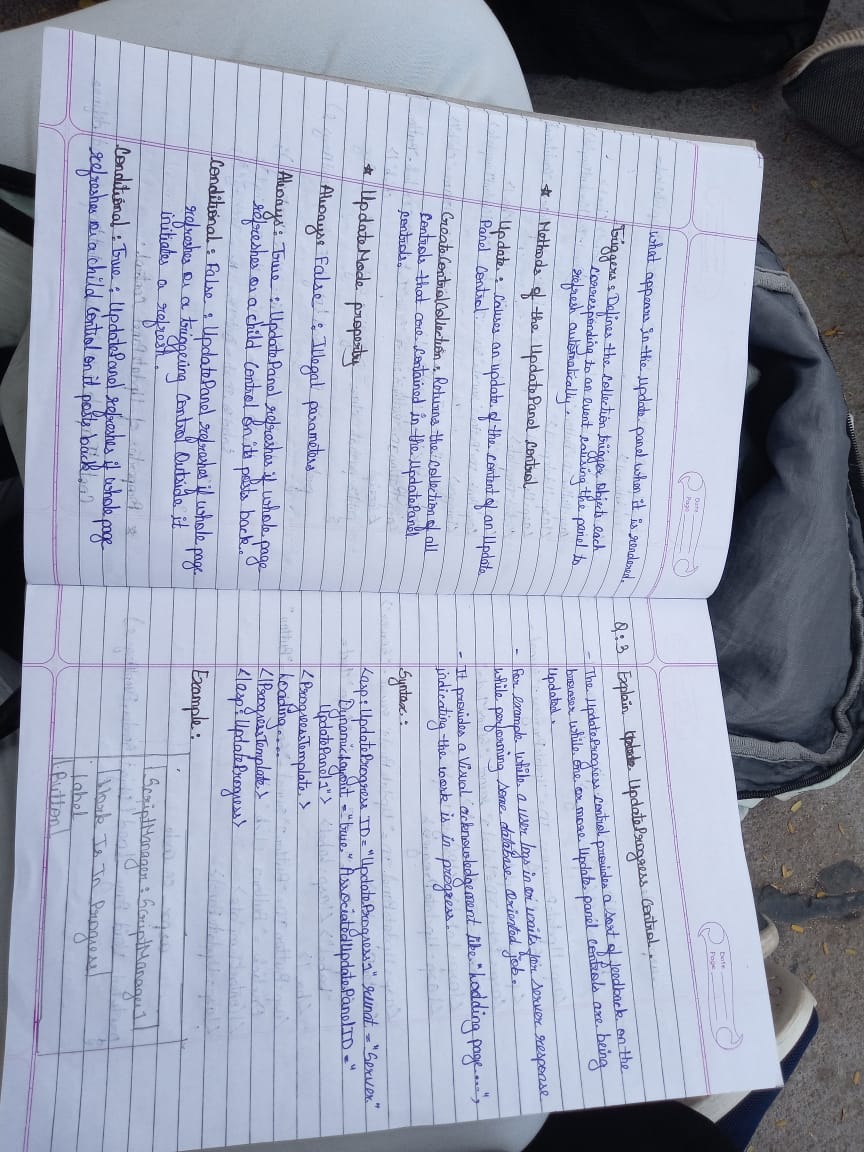 Date
Page
what appears in the update panel when it is rendered.
Triggers : Defines the collection trigger objects each
corresponding to an event causing the panel to
refresh automatically.
* Methods of the UpdatePanel control
Update : Causes an update of the content of an Update
Panel control.
CreateControlCollection : Returns the collection of all
controls that are contained in the UpdatePanel
controls.
* UpdateMode property
Always: False : Illegal parameters
Always : True : UpdatePanel refreshes if whole page
refreshes or a child control on its posts back.
Conditional : False : UpdatePanel refreshes if whole page
refreshes or a triggering control Outside it
initiates a refresh.
Conditional : True : UpdatePanel refreshes if whole page
refreshes or a child control on it posts back.
Date
Page
Q : 3 Explain UpdateProgress Control.
- The UpdateProgress control provides a sort of feedback on the
browser while one or more Update panel controls are being
Updated.
- For example while a user logs in or waits for server response
while performing some database Oriented job.
- It provides a Visual acknowledgement like "Lodding page....",
indicating the work is in progress.
Syntax :
<asp : UpdateProgress ID = "UpdateProgress1" runat = "Server"
DynamicLayout = "true" AssociatedUpdatePanelID = "
UpdatePanel1">
<ProgressTemplate>
Loading....
</ProgressTemplate>
</asp : UpdateProgress>
Example :
ScriptManager : ScriptManager1
Work Is In Progress
Label
Button